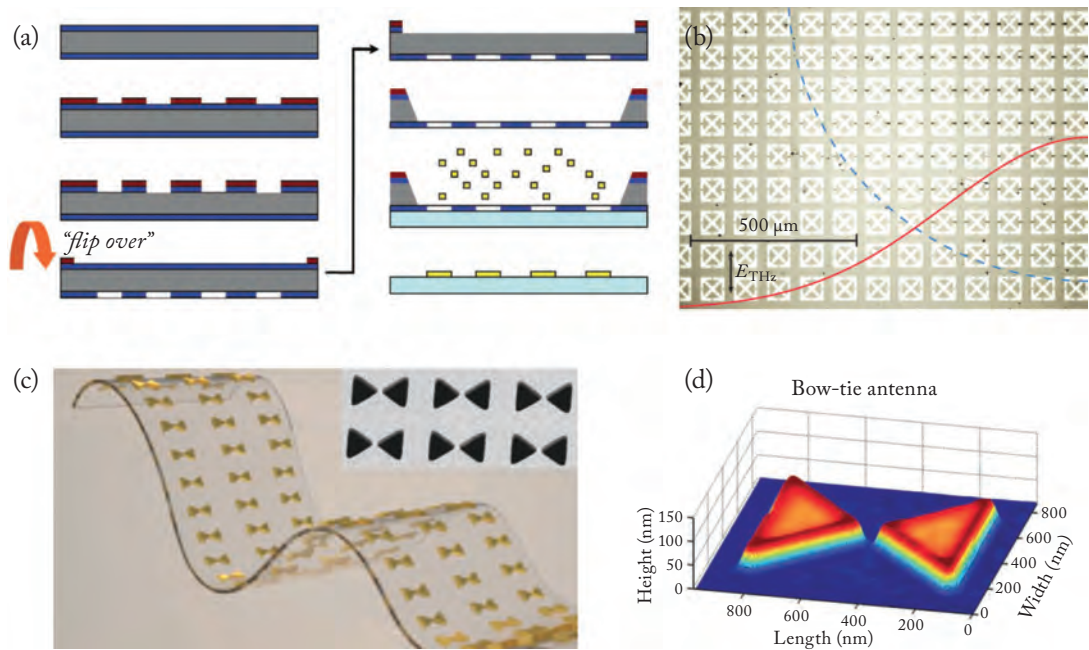 (a)
“flip over”
(b)
500 μm
E_THz
(c)
(d)
Bow-tie antenna
150
100
50
0
Height (nm)
800
600
400
200
0
Length (nm)
800
600
400
200
0
Width (nm)